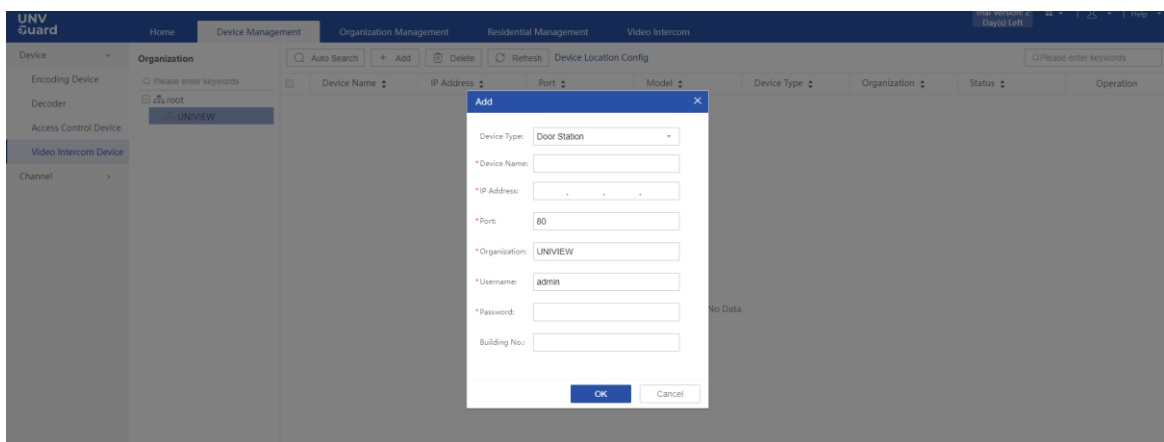 UNV
Guard
Home
Device Management
Organization Management
Residential Management
Video Intercom
Trial Version: 2
Day(s) Left
Help
Device
Encoding Device
Decoder
Access Control Device
Video Intercom Device
Channel
Organization
Please enter keywords
root
UNIVIEW
Auto Search
+ Add
Delete
Refresh
Device Location Config
Please enter keywords
Device Name
IP Address
Port
Model
Device Type
Organization
Status
Operation
Add
Device Type: Door Station
*Device Name:
*IP Address: . . .
*Port: 80
*Organization: UNIVIEW
*Username: admin
*Password:
Building No.:
OK
Cancel
No Data